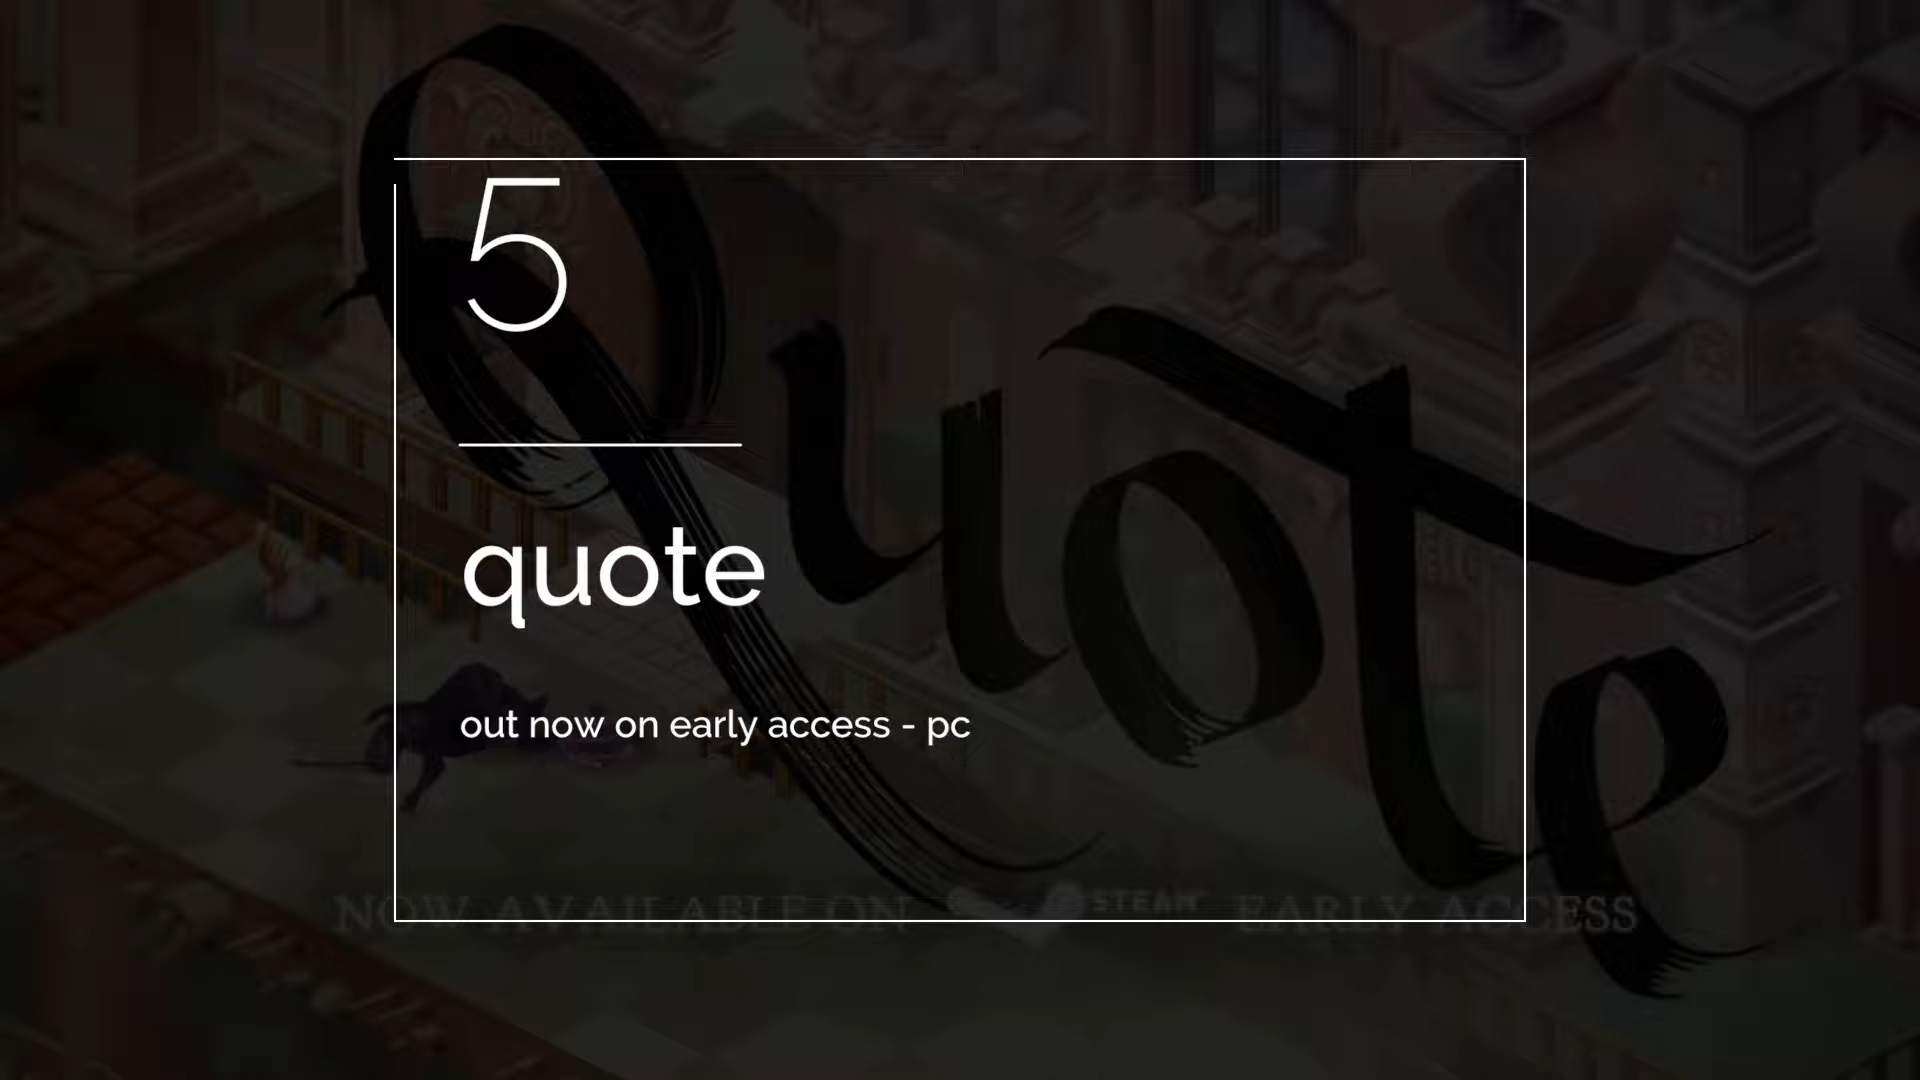 5
quote
out now on early access - pc
Quote
NOW AVAILABLE ON STEAM EARLY ACCESS